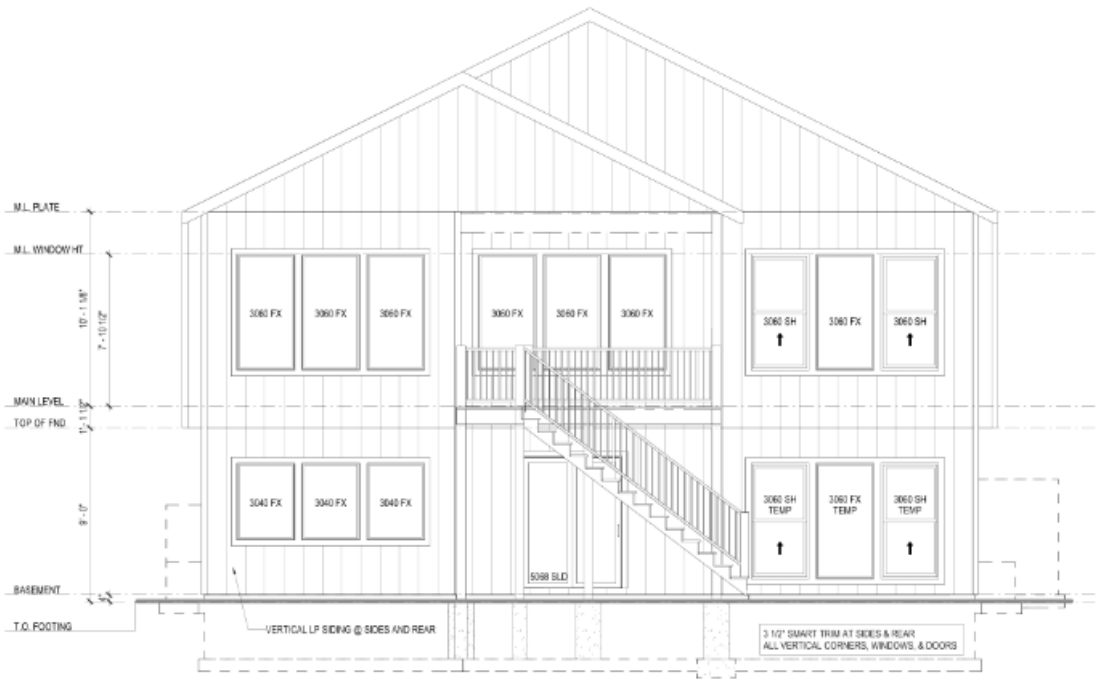 M.L. PLATE
M.L. WINDOW HT
10'- 1 1/8"
7'- 10 1/2"
3060 FX
3060 FX
3060 FX
3060 FX
3060 FX
3060 FX
3060 SH
3060 FX
3060 SH
MAIN LEVEL
1'- 1 1/2"
TOP OF FND
9'- 0"
3040 FX
3040 FX
3040 FX
3060 SH
TEMP
3060 FX
TEMP
3060 SH
TEMP
5068 SLD
BASEMENT
4"
T.O. FOOTING
VERTICAL LP SIDING @ SIDES AND REAR
3 1/2" SMART TRIM AT SIDES & REAR
ALL VERTICAL CORNERS, WINDOWS, & DOORS